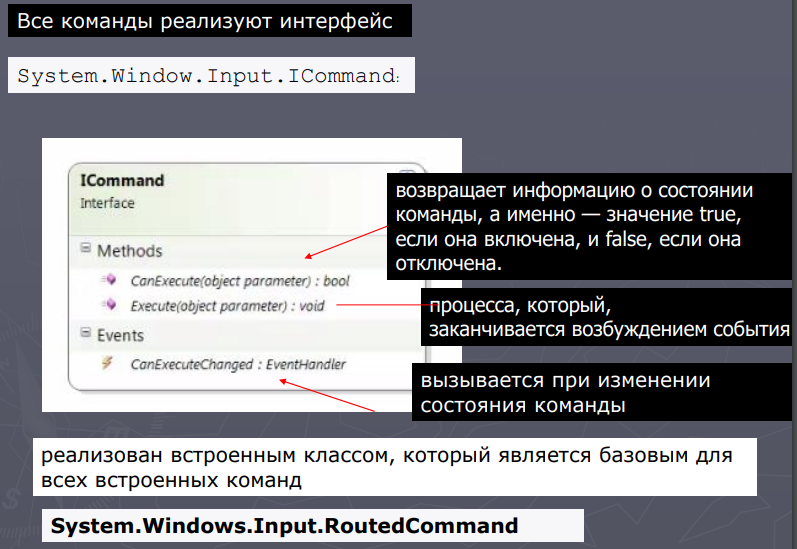 Все команды реализуют интерфейс
System.Window.Input.ICommand:
ICommand
Interface
возвращает информацию о состоянии
команды, а именно — значение true,
если она включена, и false, если она
отключена.
Methods
CanExecute(object parameter) : bool
Execute(object parameter) : void
процесса, который,
заканчивается возбуждением события
Events
CanExecuteChanged : EventHandler
вызывается при изменении
состояния команды
реализован встроенным классом, который является базовым для
всех встроенных команд
System.Windows.Input.RoutedCommand